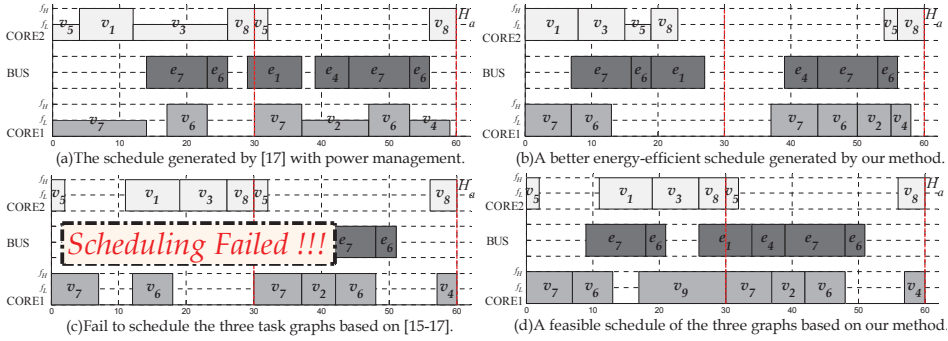 f_H
f_L
CORE2
v_5 v_1 v_3 v_8 v_5 v_8
H_a
BUS
e_7 e_6 e_1 e_4 e_7 e_6
f_H
f_L
CORE1
v_7 v_6 v_7 v_2 v_6 v_4
0 10 20 30 40 50 60
(a)The schedule generated by [17] with power management.
f_H
f_L
CORE2
v_1 v_3 v_5 v_8 v_5 v_8
H_a
BUS
e_7 e_6 e_1 e_4 e_7 e_6
f_H
f_L
CORE1
v_7 v_6 v_7 v_6 v_2 v_4
0 10 20 30 40 50 60
(b)A better energy-efficient schedule generated by our method.
f_H
f_L
CORE2
v_5 v_1 v_3 v_8 v_5 v_8
H_a
BUS
Scheduling Failed !!!
e_7 e_6
f_H
f_L
CORE1
v_7 v_6 v_7 v_2 v_6 v_4
0 10 20 30 40 50 60
(c)Fail to schedule the three task graphs based on [15-17].
f_H
f_L
CORE2
v_5 v_1 v_3 v_8 v_5 v_8
H_a
BUS
e_7 e_6 e_1 e_4 e_7 e_6
f_H
f_L
CORE1
v_7 v_6 v_9 v_7 v_2 v_6 v_4
0 10 20 30 40 50 60
(d)A feasible schedule of the three graphs based on our method.